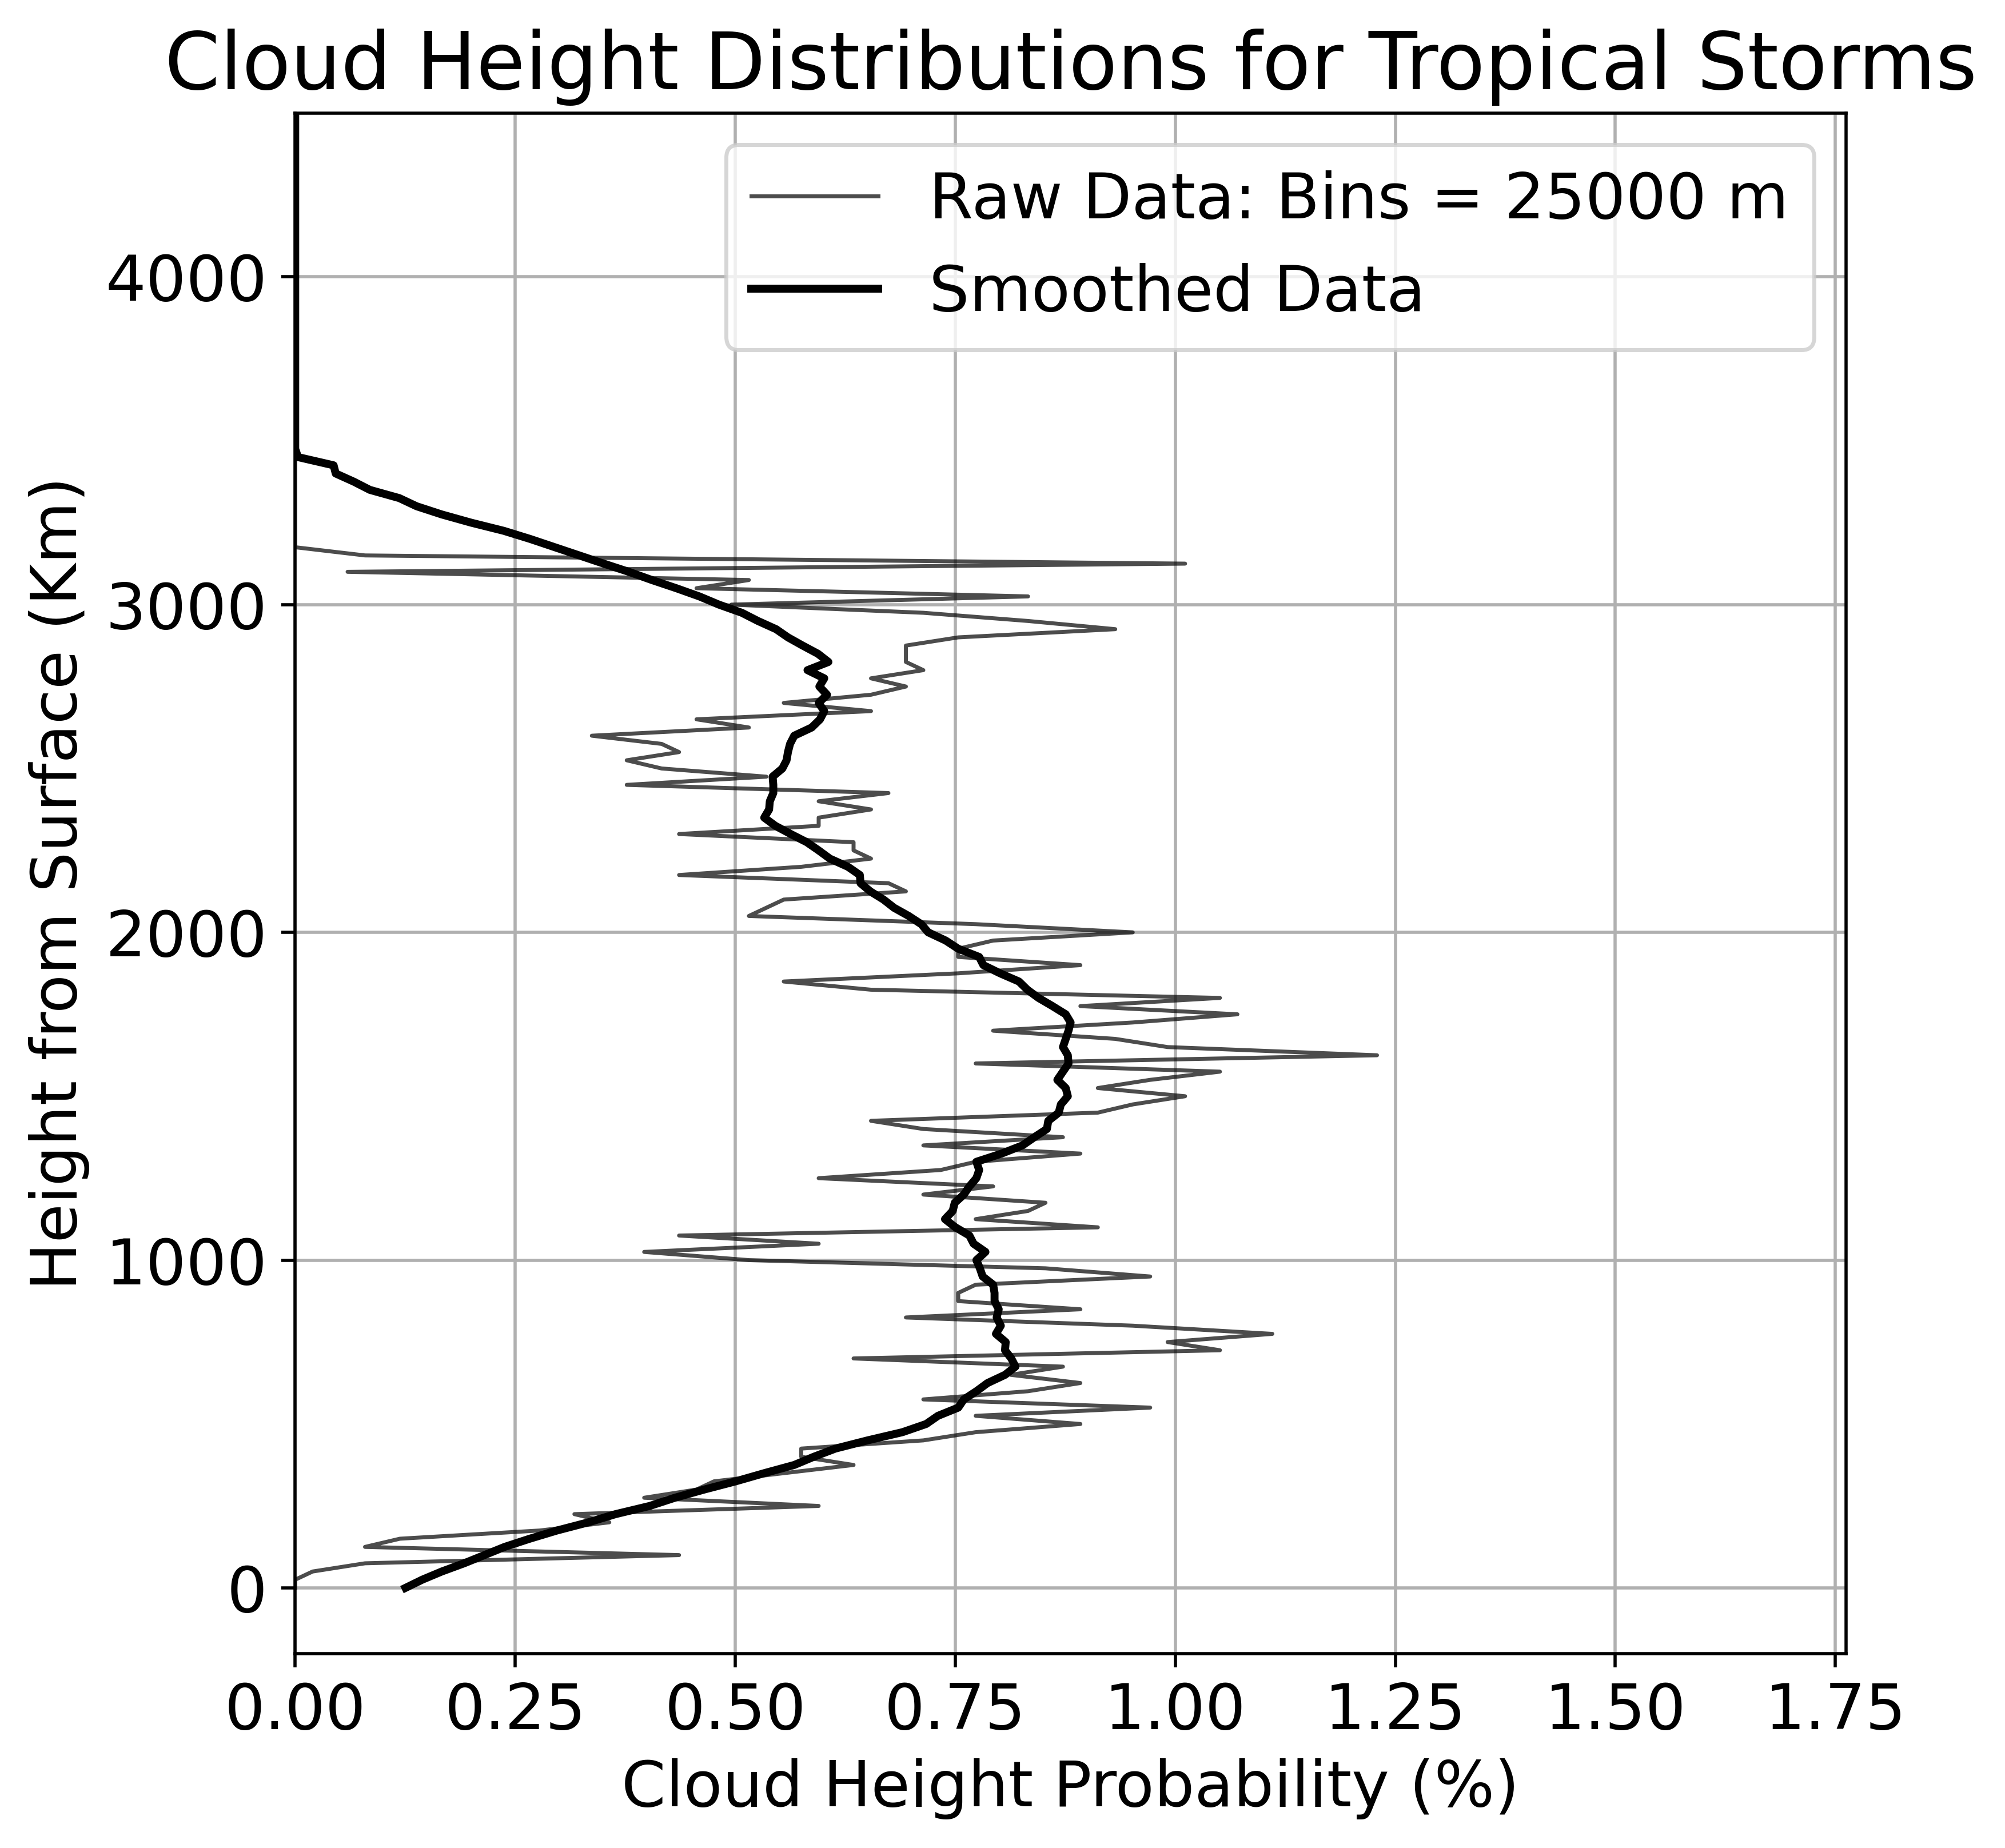 Cloud Height Distributions for Tropical Storms
Raw Data: Bins = 25000 m
Smoothed Data
Height from Surface (Km)
4000
3000
2000
1000
0
0.00 0.25 0.50 0.75 1.00 1.25 1.50 1.75
Cloud Height Probability (%)